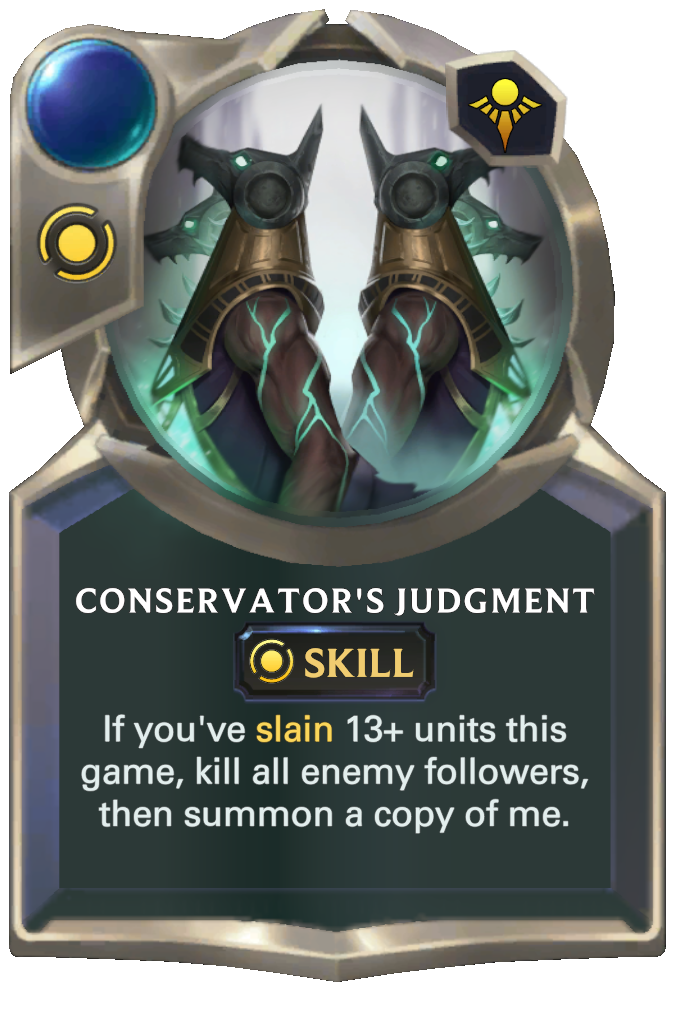 CONSERVATOR'S JUDGMENT
SKILL
If you've slain 13+ units this
game, kill all enemy followers,
then summon a copy of me.